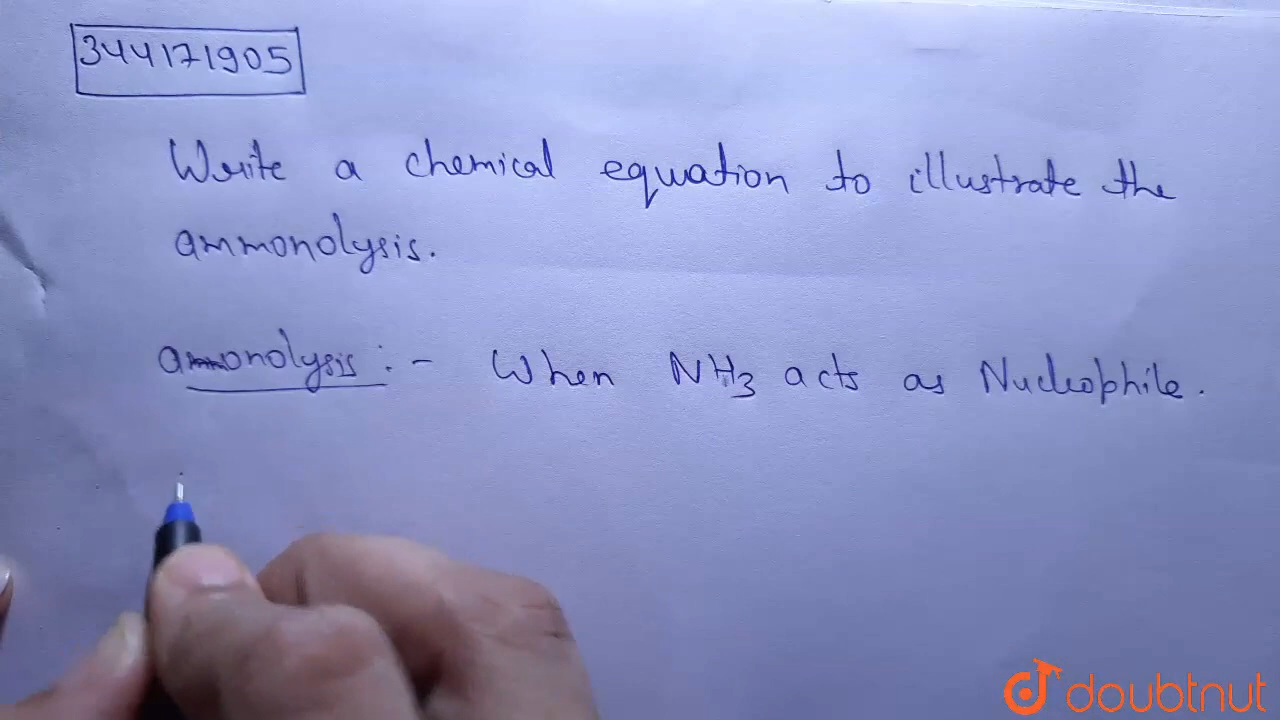 344171905
Write a chemical equation to illustrate the
ammonolysis.
ammonolysis :- When NH3 acts as Nucleophile.
doubtnut